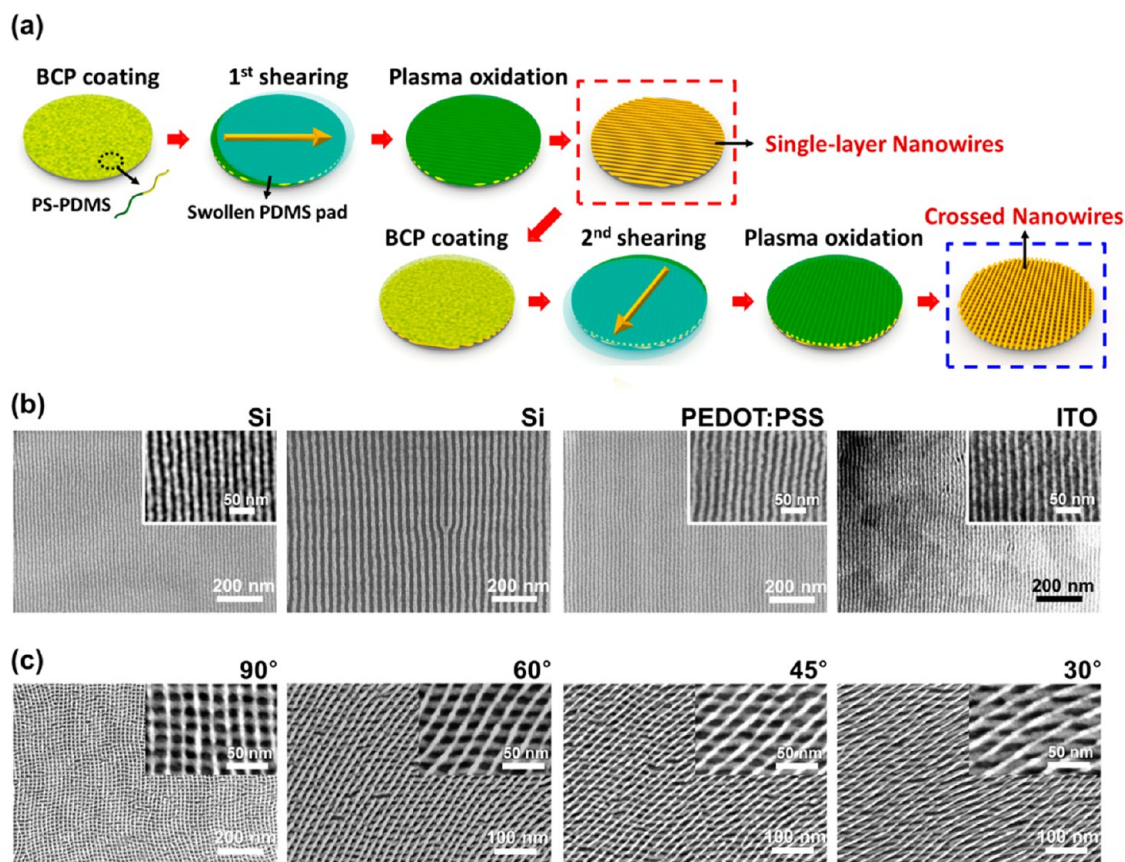 (a)
BCP coating
1st shearing
Plasma oxidation
PS-PDMS
Swollen PDMS pad
Single-layer Nanowires
BCP coating
2nd shearing
Plasma oxidation
Crossed Nanowires
(b)
Si
Si
PEDOT:PSS
ITO
50 nm
50 nm
50 nm
200 nm
200 nm
200 nm
200 nm
(c)
90°
60°
45°
30°
50 nm
50 nm
50 nm
50 nm
200 nm
100 nm
100 nm
100 nm